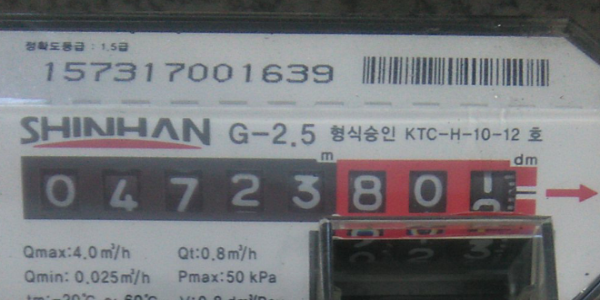 정확도등급 : 1.5급
157317001639
SHINHAN G-2.5 형식승인 KTC-H-10-12 호
m dm
0 4 7 2 3 8 0
Qmax:4.0㎥/h Qt:0.8㎥/h
Qmin: 0.025㎥/h Pmax:50 kPa